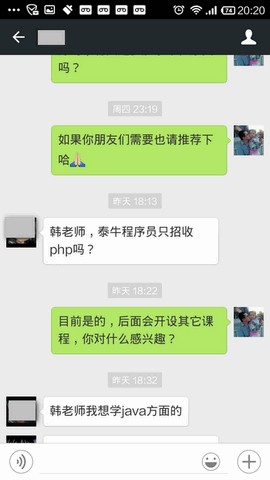 74 20:20
吗？
周四 23:19
如果你朋友们需要也请推荐下
哈🙏
昨天 18:13
韩老师，泰牛程序员只招收
php吗？
昨天 18:22
目前是的，后面会开设其它课
程，你对什么感兴趣？
昨天 18:32
韩老师我想学java方面的